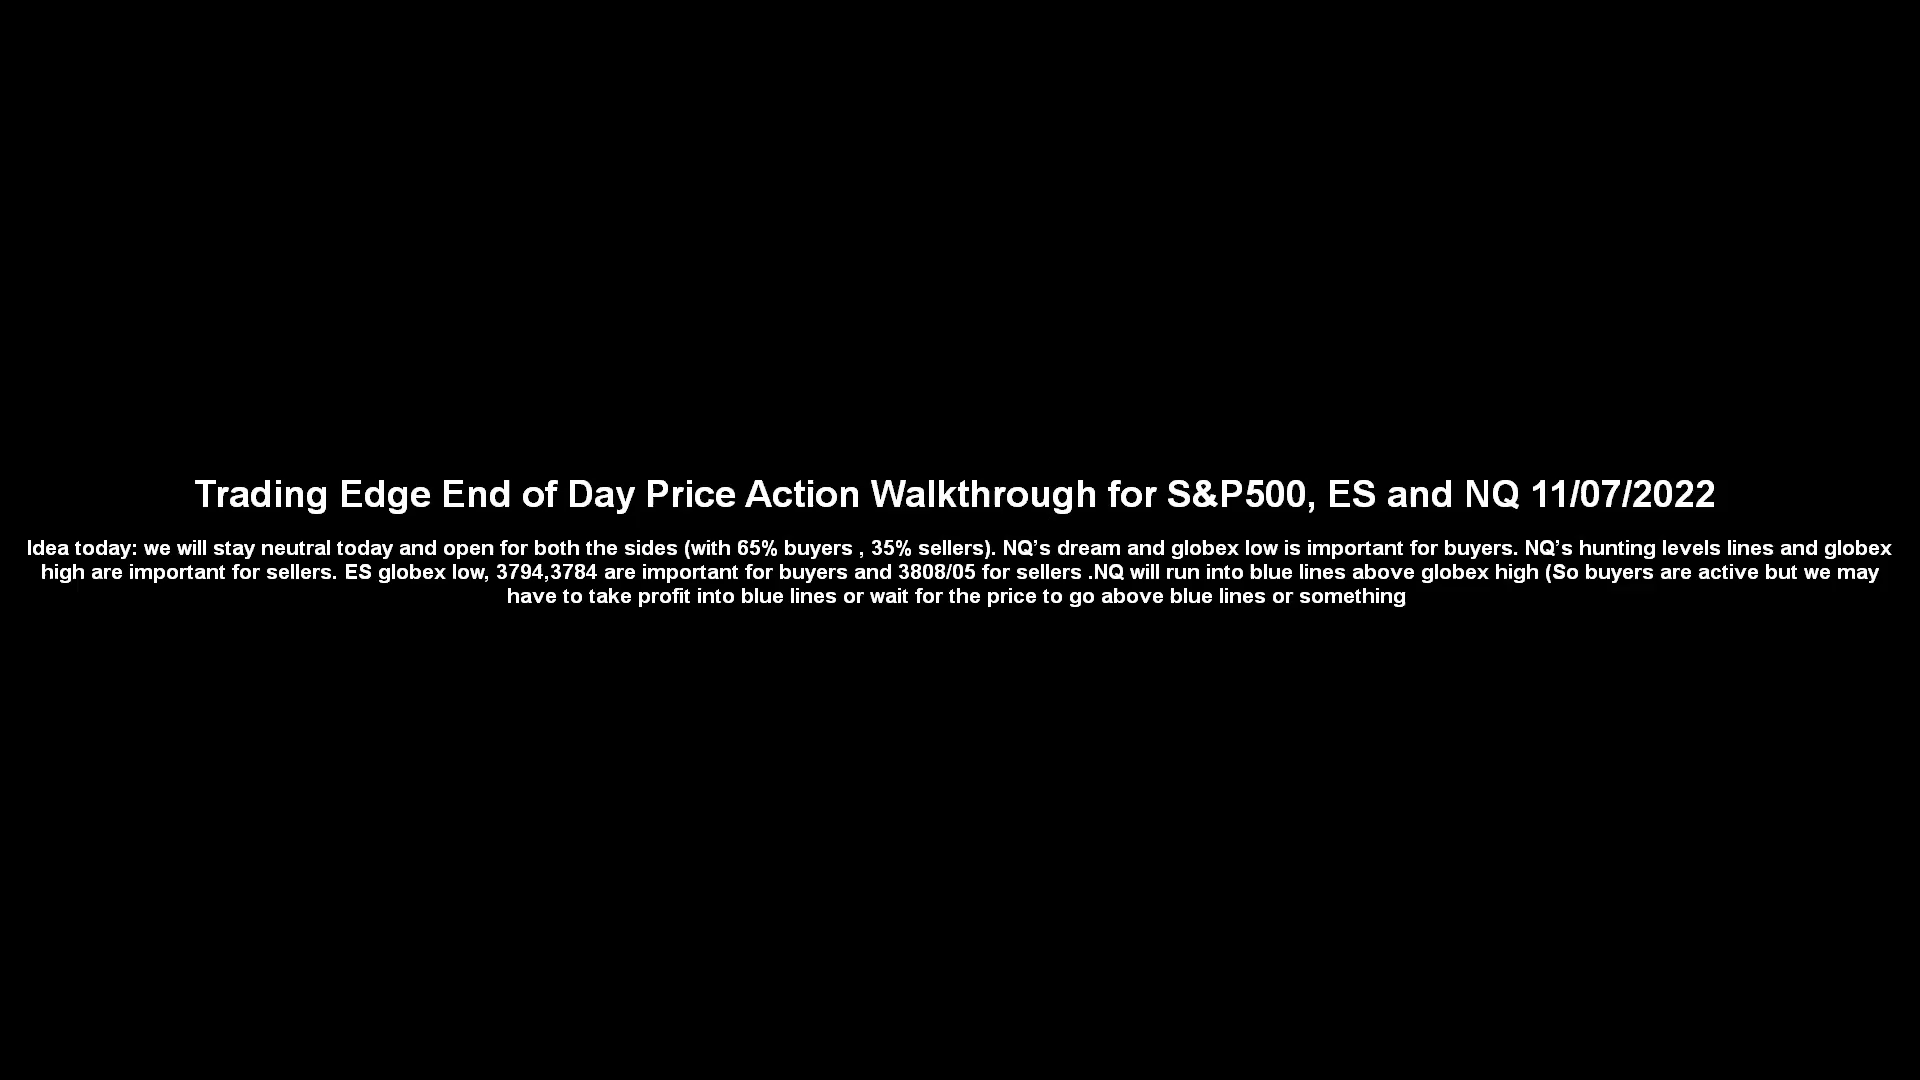 Trading Edge End of Day Price Action Walkthrough for S&P500, ES and NQ 11/07/2022
Idea today: we will stay neutral today and open for both the sides (with 65% buyers , 35% sellers). NQ’s dream and globex low is important for buyers. NQ’s hunting levels lines and globex
high are important for sellers. ES globex low, 3794,3784 are important for buyers and 3808/05 for sellers .NQ will run into blue lines above globex high (So buyers are active but we may
have to take profit into blue lines or wait for the price to go above blue lines or something